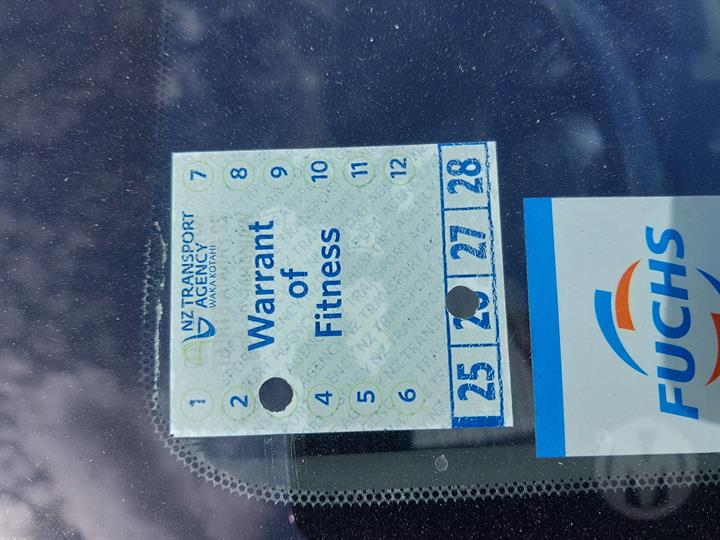 NZ TRANSPORT
AGENCY
WAKA KOTAHI
1 7
2 8
9
4 10
5 11
6 12
Warrant
of
Fitness
25 27 28
FUCHS